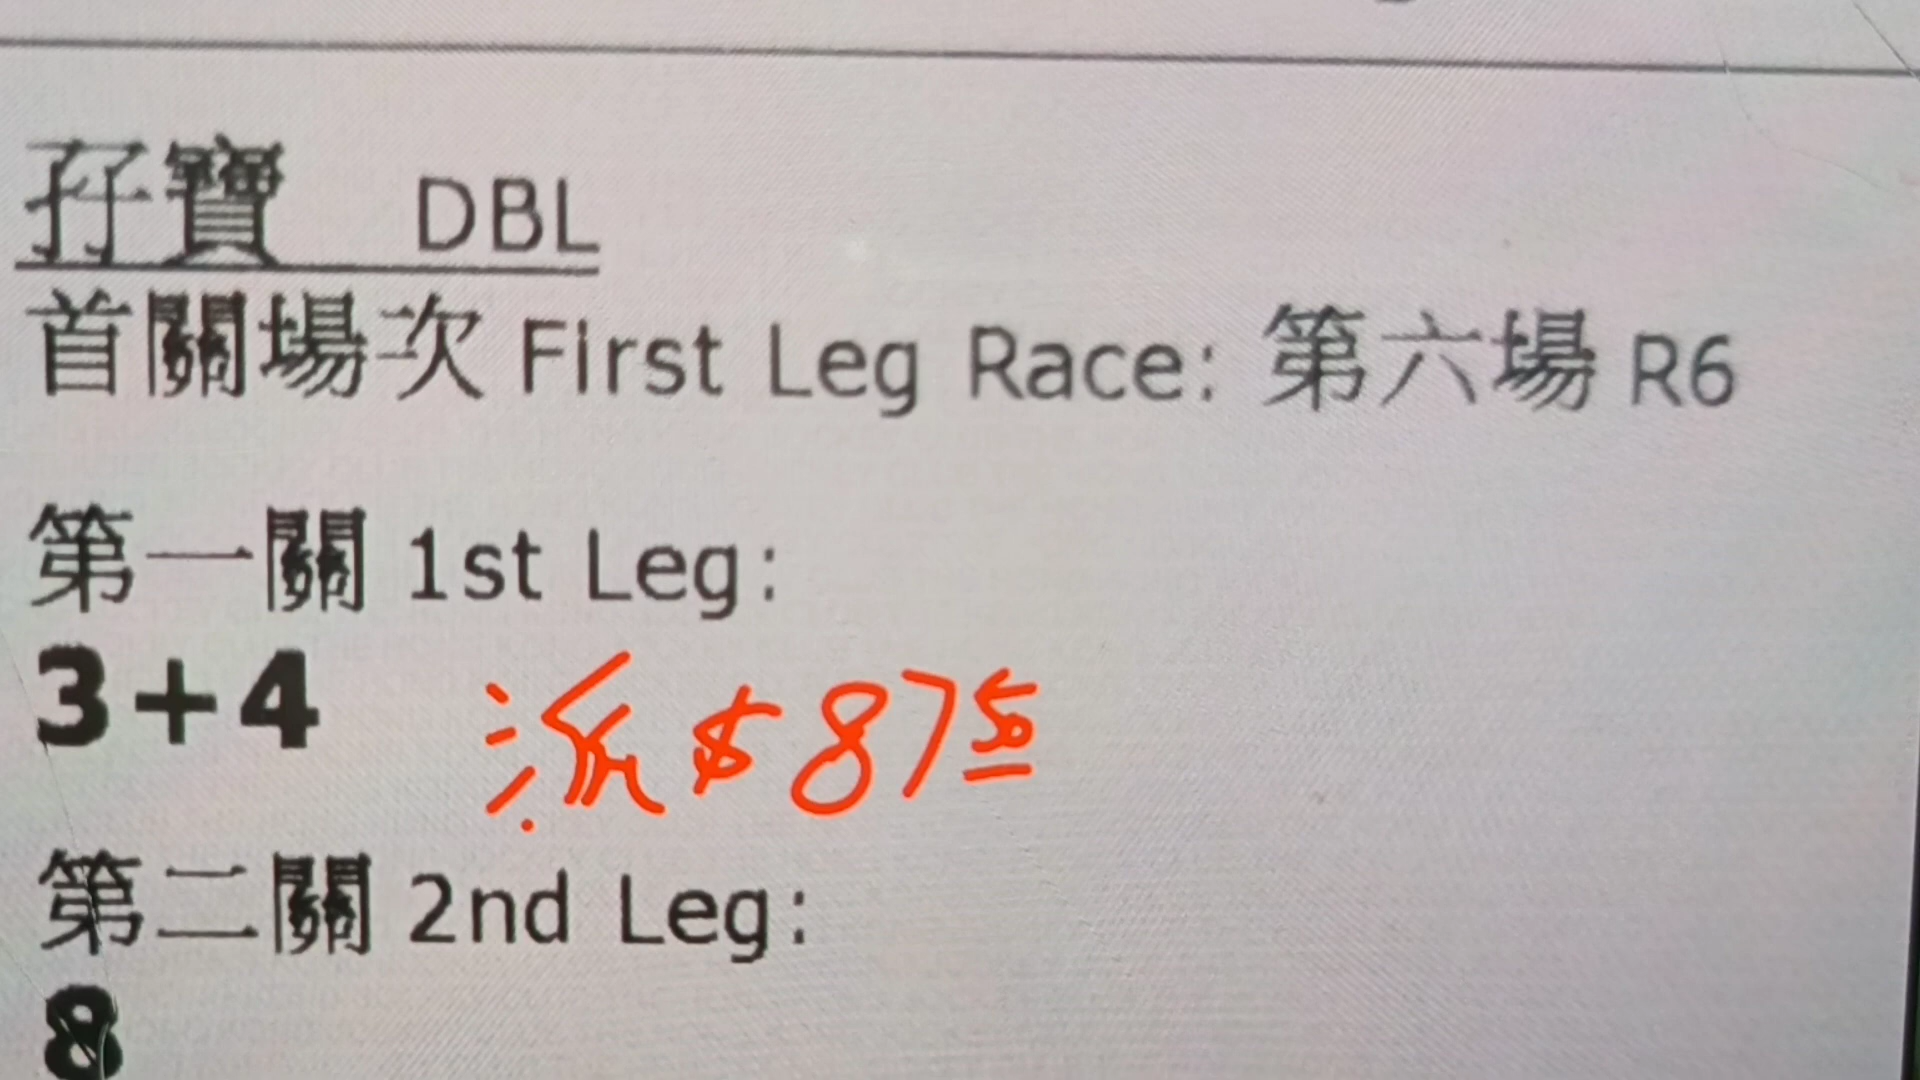 孖寶 DBL
首關場次 First Leg Race: 第六場 R6
第一關 1st Leg:
3+4
派$87
第二關 2nd Leg:
8